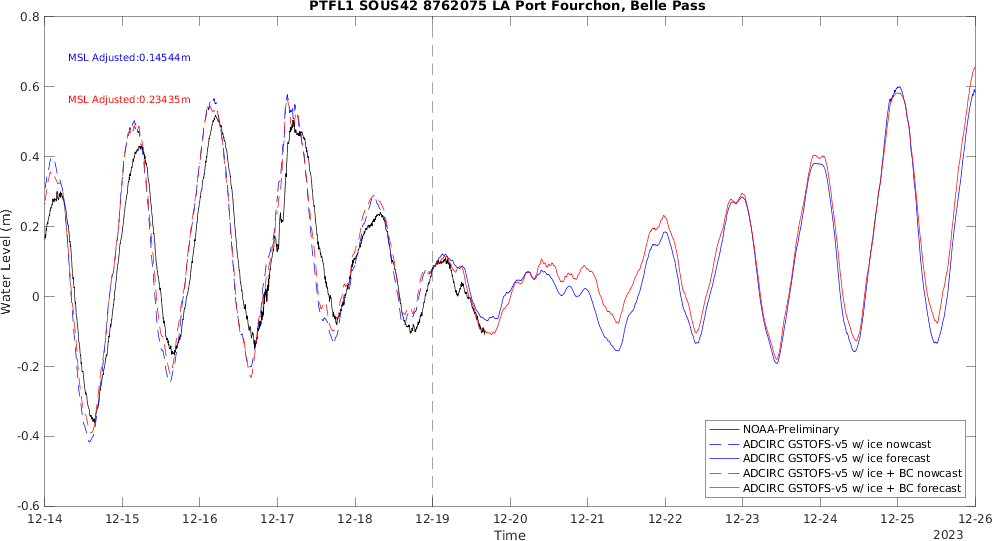 PTFL1 SOUS42 8762075 LA Port Fourchon, Belle Pass
0.8
0.6
0.4
0.2
0
-0.2
-0.4
-0.6
Water Level (m)
MSL Adjusted:0.14544m
MSL Adjusted:0.23435m
NOAA-Preliminary
ADCIRC GSTOFS-v5 w/ ice nowcast
ADCIRC GSTOFS-v5 w/ ice forecast
ADCIRC GSTOFS-v5 w/ ice + BC nowcast
ADCIRC GSTOFS-v5 w/ ice + BC forecast
12-14 12-15 12-16 12-17 12-18 12-19 12-20 12-21 12-22 12-23 12-24 12-25 12-26
Time
2023